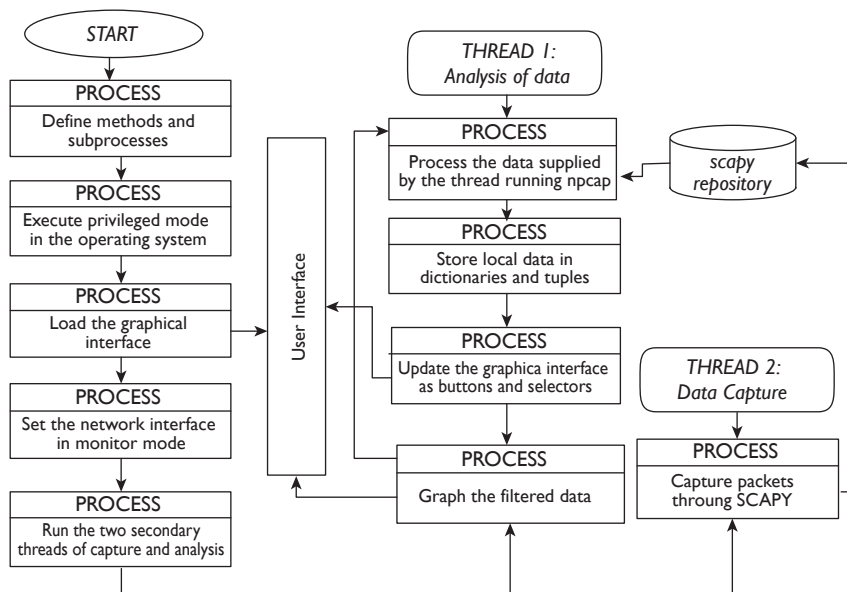 START
PROCESS
Define methods and
subprocesses
PROCESS
Execute privileged mode
in the operating system
PROCESS
Load the graphical
interface
PROCESS
Set the network interface
in monitor mode
PROCESS
Run the two secondary
threads of capture and analysis
User Interface
THREAD 1:
Analysis of data
PROCESS
Process the data supplied
by the thread running npcap
PROCESS
Store local data in
dictionaries and tuples
PROCESS
Update the graphica interface
as buttons and selectors
PROCESS
Graph the filtered data
scapy
repository
THREAD 2:
Data Capture
PROCESS
Capture packets
throung SCAPY